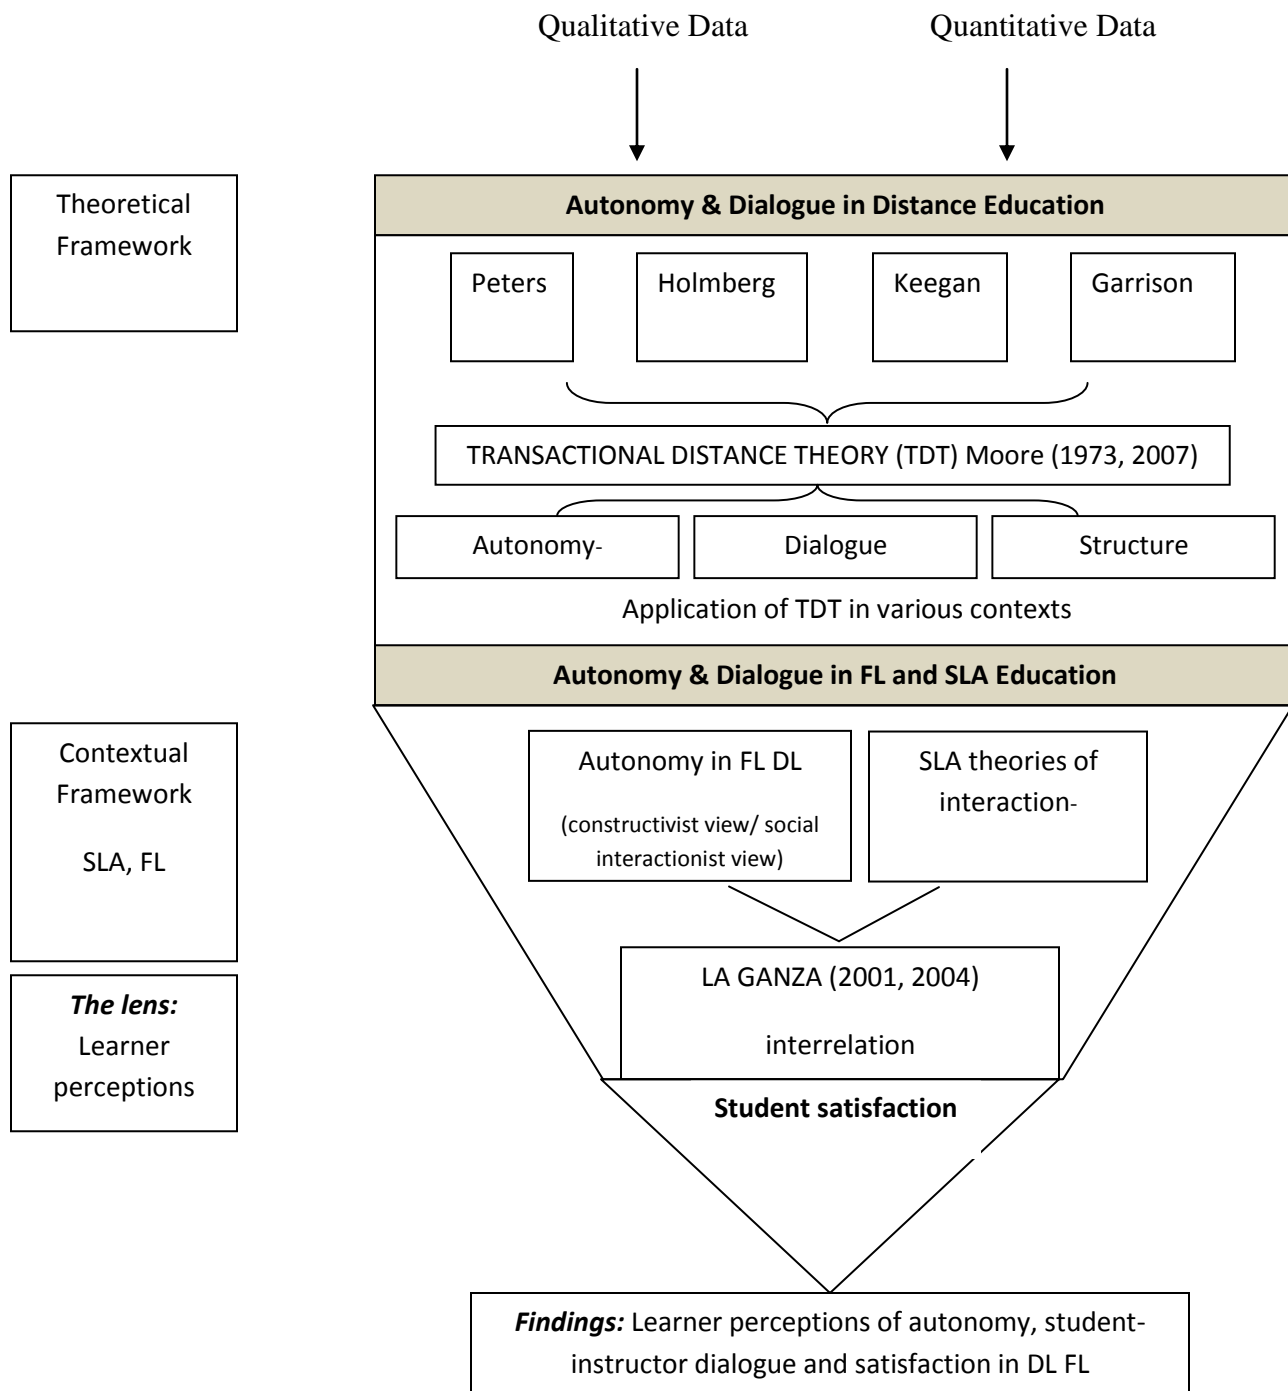 Qualitative Data
Quantitative Data
Theoretical
Framework
Autonomy & Dialogue in Distance Education
Peters
Holmberg
Keegan
Garrison
TRANSACTIONAL DISTANCE THEORY (TDT) Moore (1973, 2007)
Autonomy-
Dialogue
Structure
Application of TDT in various contexts
Autonomy & Dialogue in FL and SLA Education
Contextual
Framework
SLA, FL
Autonomy in FL DL
(constructivist view/ social
interactionist view)
SLA theories of
interaction-
LA GANZA (2001, 2004)
interrelation
The lens:
Learner
perceptions
Student satisfaction
Findings: Learner perceptions of autonomy, student-
instructor dialogue and satisfaction in DL FL